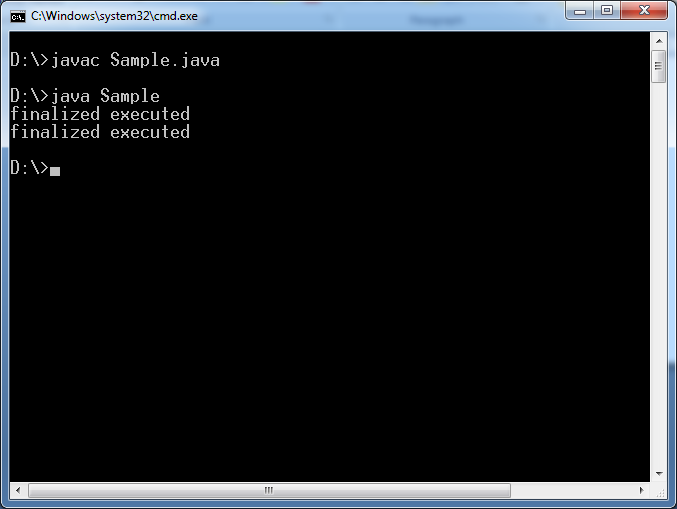 C:\Windows\system32\cmd.exe
D:\>javac Sample.java
D:\>java Sample
finalized executed
finalized executed
D:\>